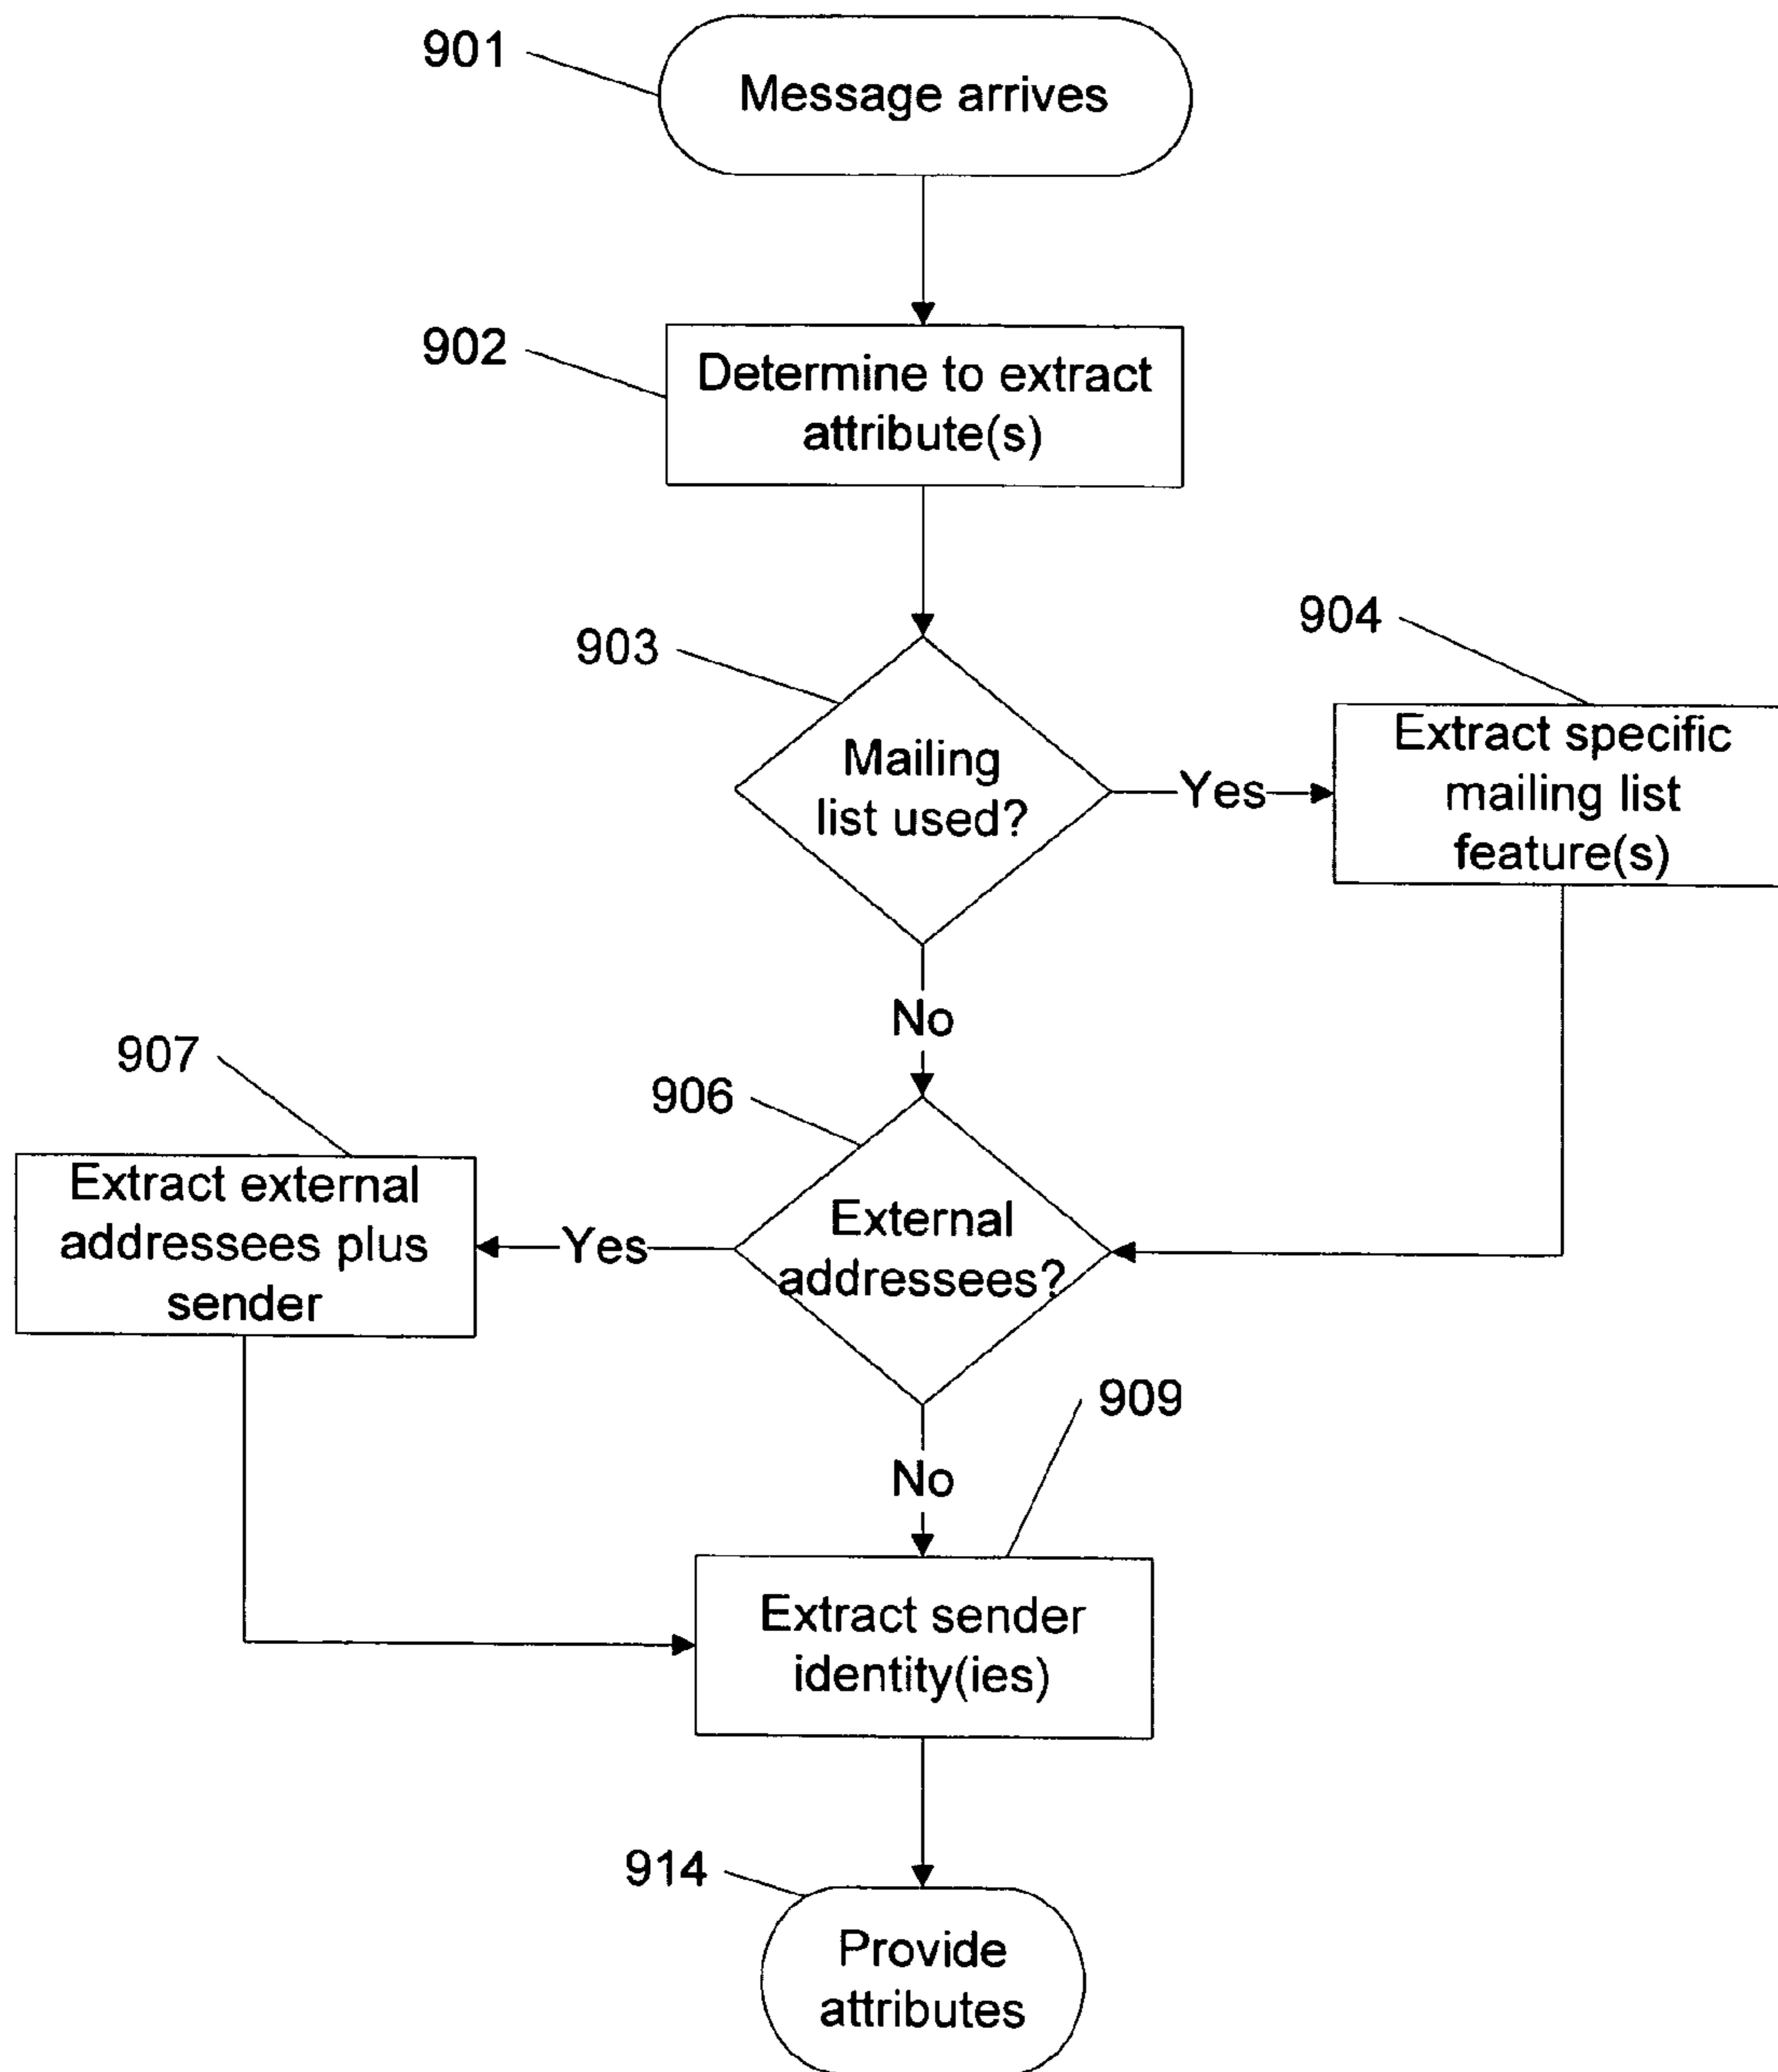 901
Message arrives
902
Determine to extract
attribute(s)
903
Mailing
list used?
Yes
904
Extract specific
mailing list
feature(s)
No
907
Extract external
addressees plus
sender
906
External
addressees?
Yes
909
No
Extract sender
identity(ies)
914
Provide
attributes